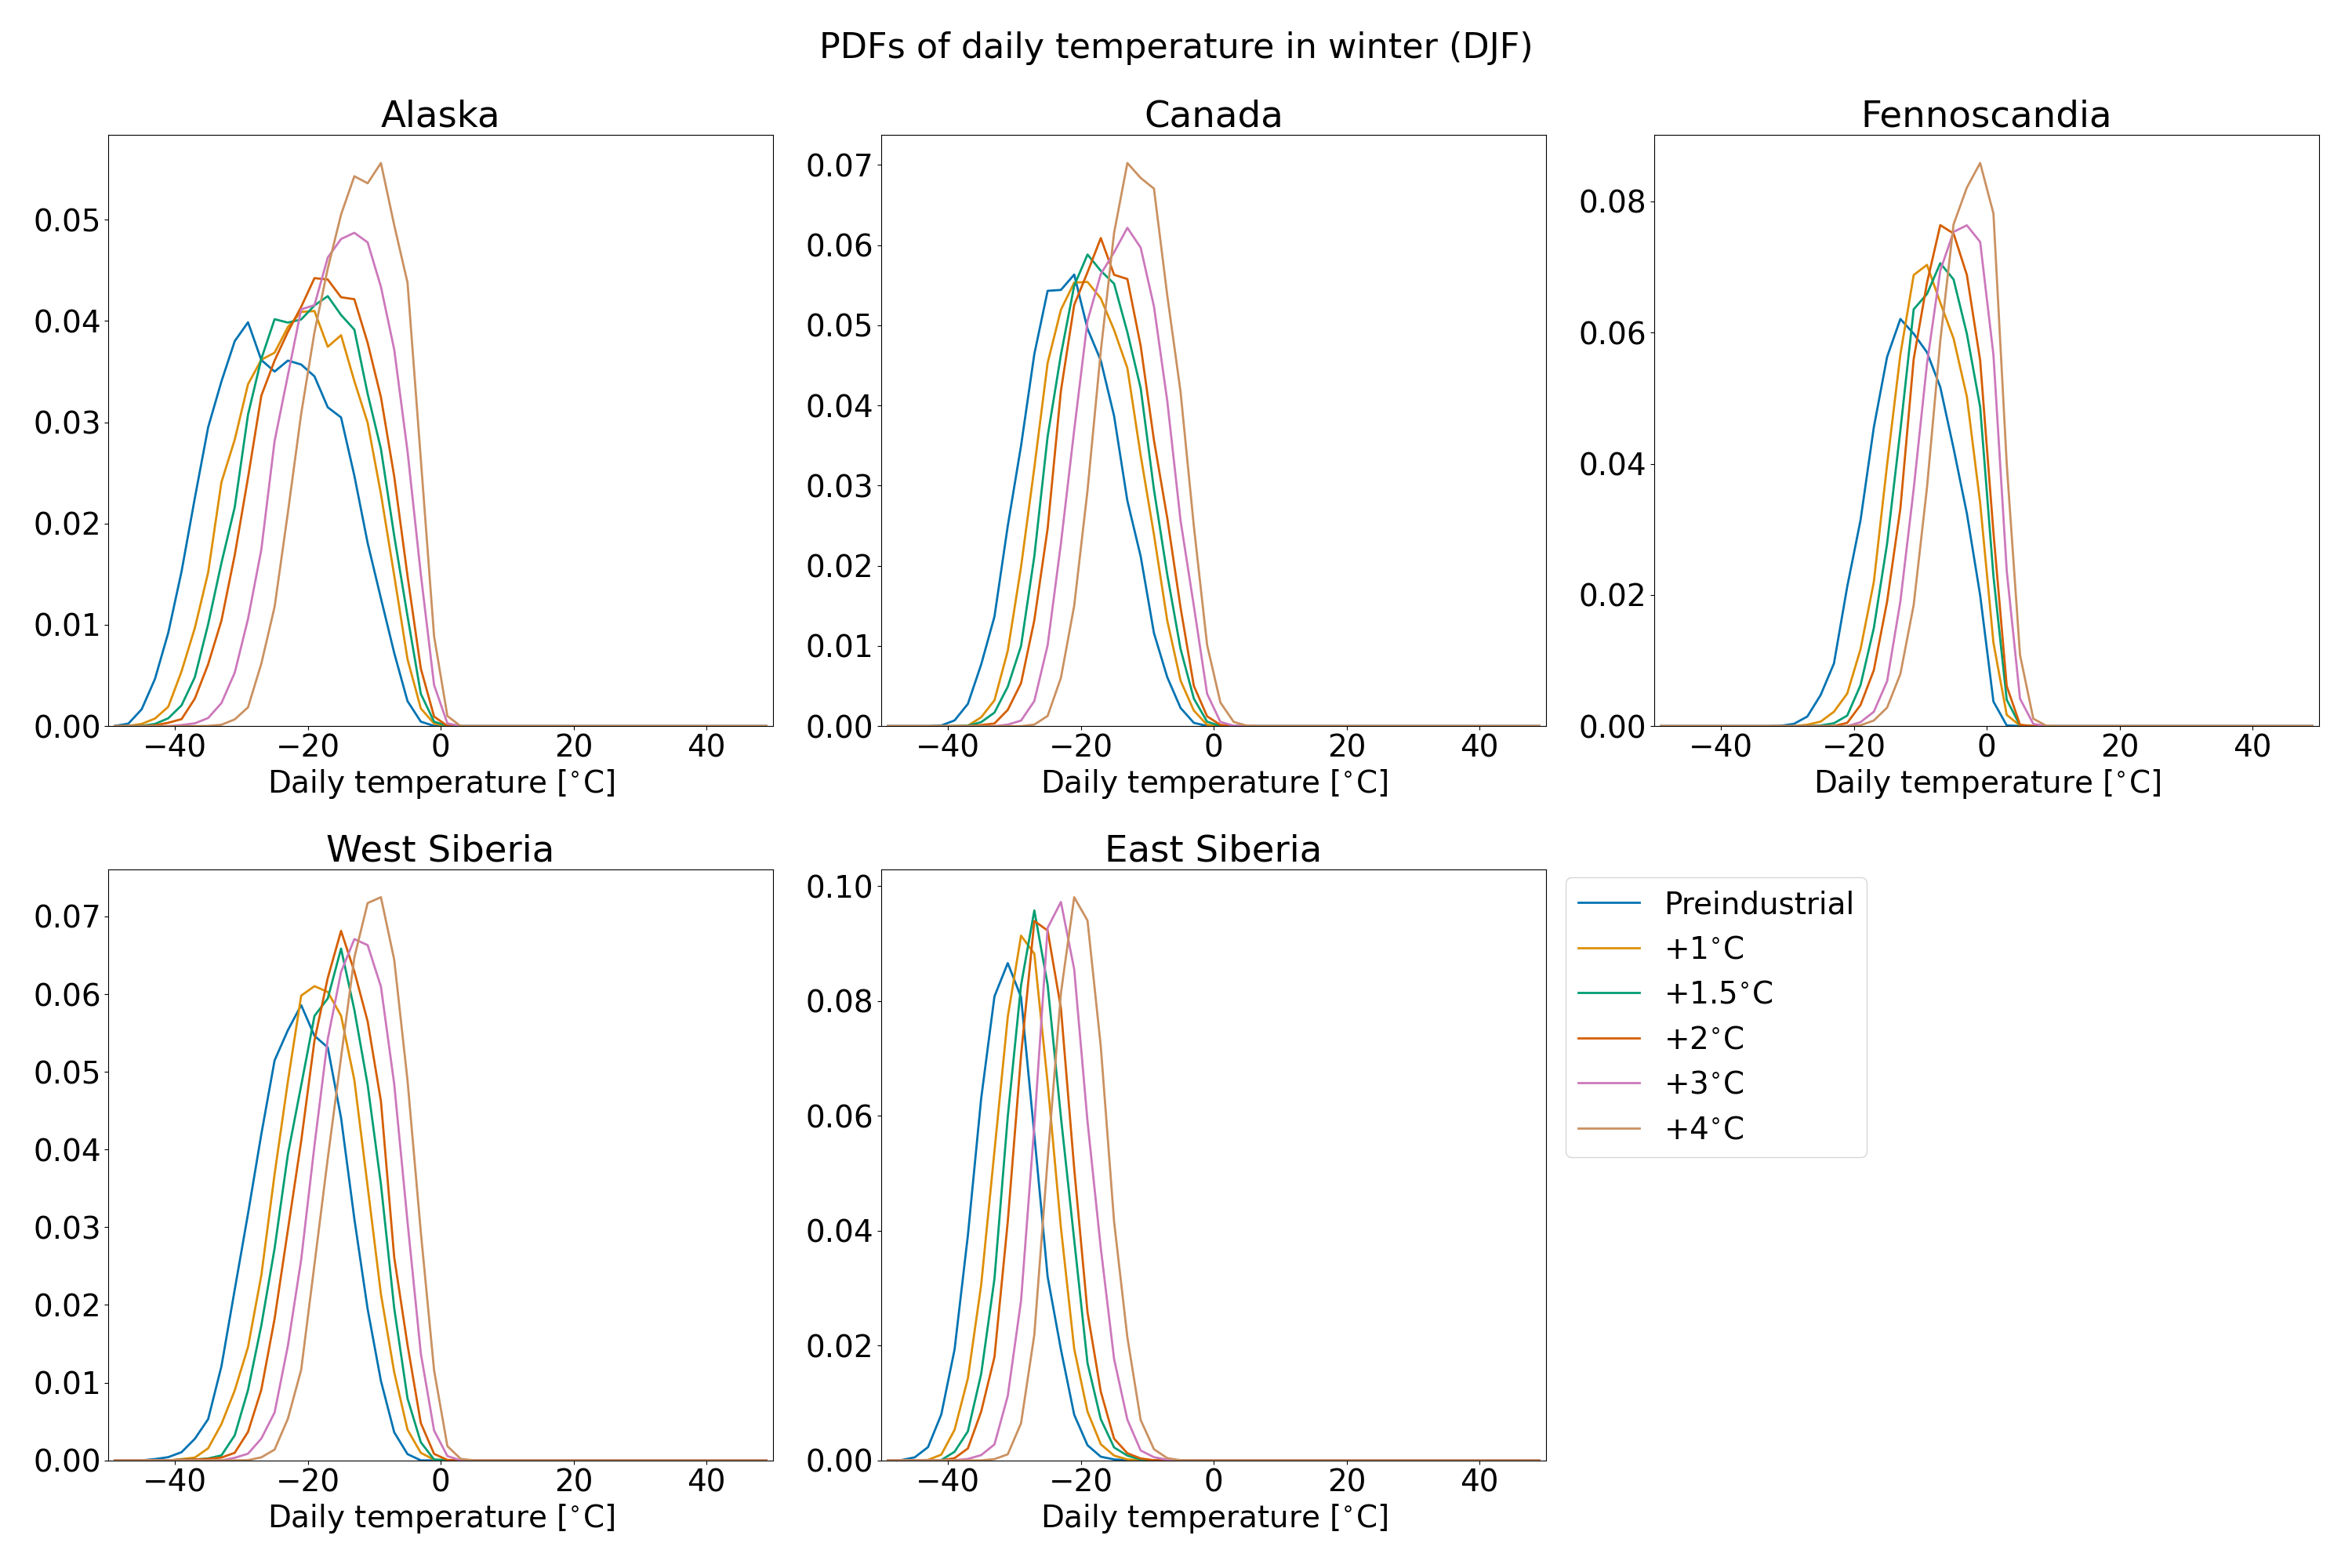 PDFs of daily temperature in winter (DJF)
Alaska
0.05
0.04
0.03
0.02
0.01
0.00
−40 −20 0 20 40
Daily temperature [°C]
Canada
0.07
0.06
0.05
0.04
0.03
0.02
0.01
0.00
−40 −20 0 20 40
Daily temperature [°C]
Fennoscandia
0.08
0.06
0.04
0.02
0.00
−40 −20 0 20 40
Daily temperature [°C]
West Siberia
0.07
0.06
0.05
0.04
0.03
0.02
0.01
0.00
−40 −20 0 20 40
Daily temperature [°C]
East Siberia
0.10
0.08
0.06
0.04
0.02
0.00
−40 −20 0 20 40
Daily temperature [°C]
Preindustrial
+1°C
+1.5°C
+2°C
+3°C
+4°C